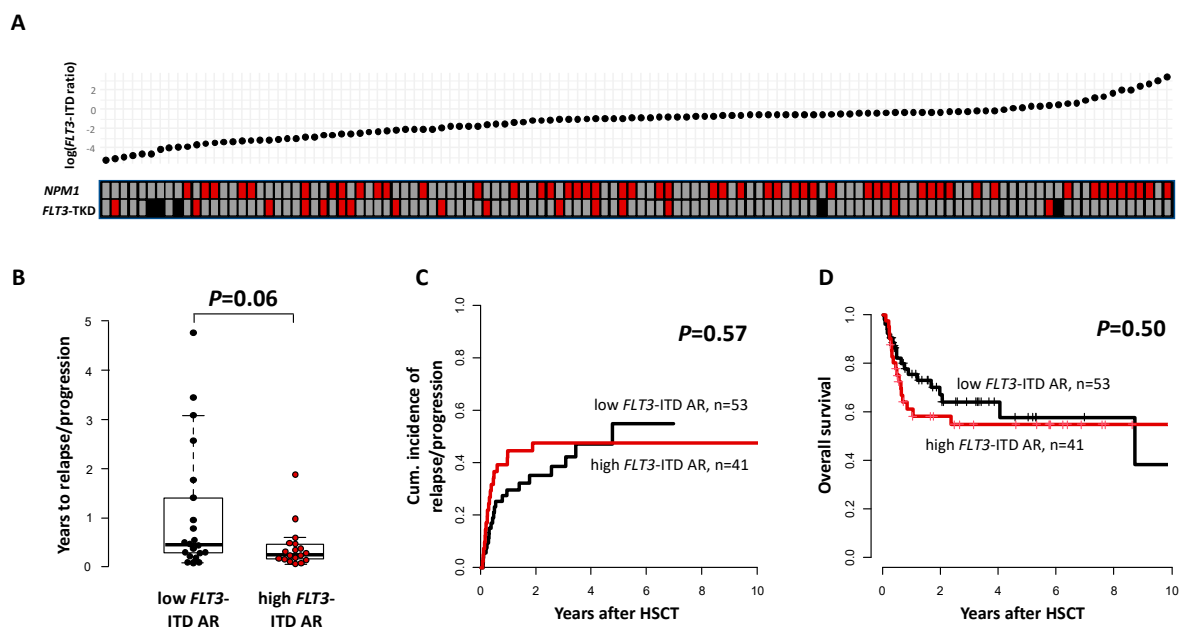 A
log(FLT3-ITD ratio)
2
0
-2
-4
NPM1
FLT3-TKD
B
P=0.06
Years to relapse/progression
5
4
3
2
1
0
low FLT3-
ITD AR
high FLT3-
ITD AR
C
P=0.57
Cum. incidence of
relapse/progression
1.0
0.8
0.6
0.4
0.2
0.0
low FLT3-ITD AR, n=53
high FLT3-ITD AR, n=41
0 2 4 6 8 10
Years after HSCT
D
P=0.50
Overall survival
1.0
0.8
0.6
0.4
0.2
0.0
low FLT3-ITD AR, n=53
high FLT3-ITD AR, n=41
0 2 4 6 8 10
Years after HSCT